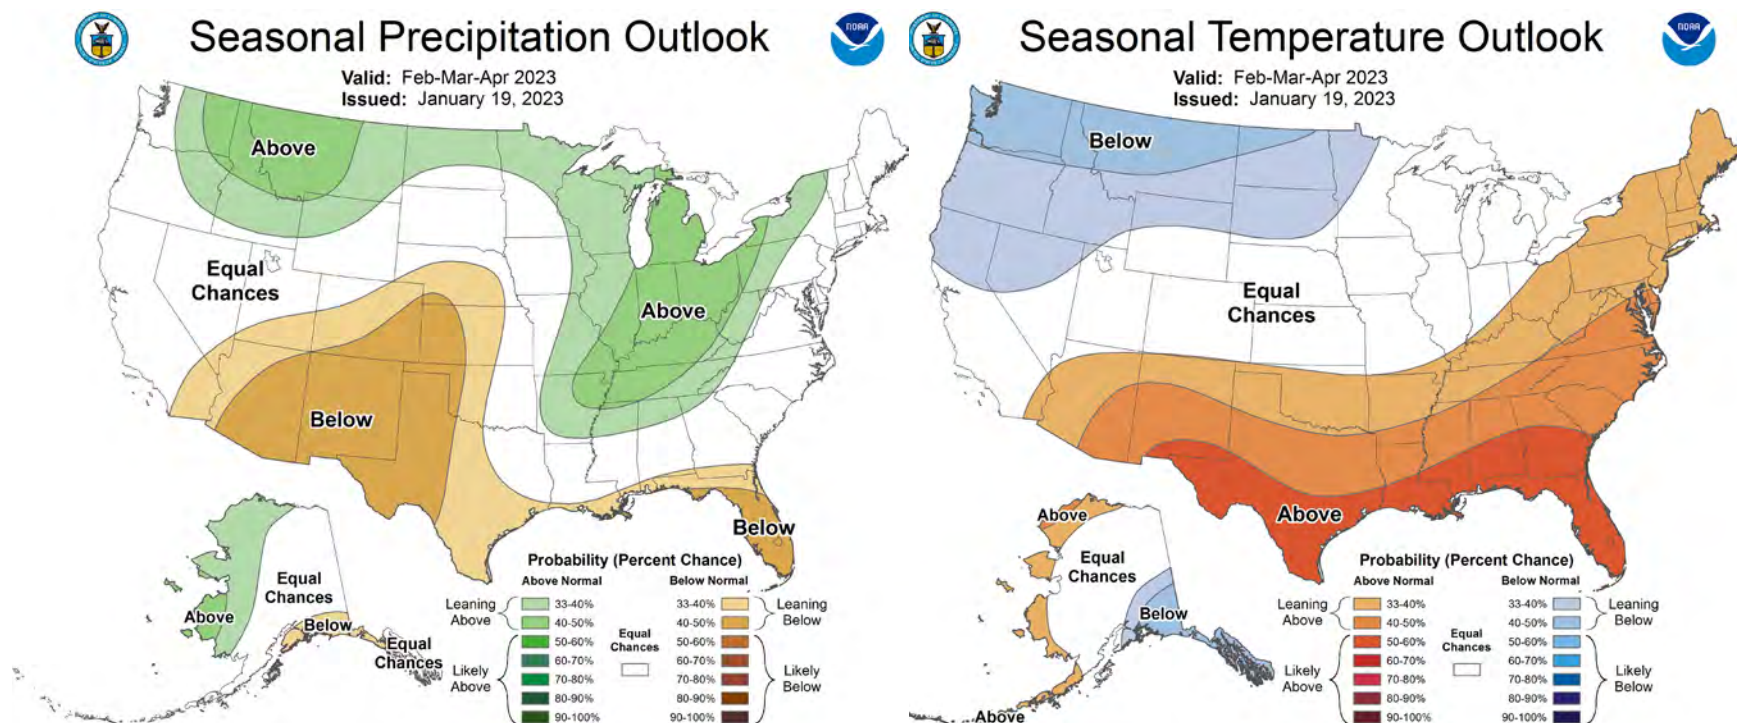 Seasonal Precipitation Outlook
NOAA
Valid: Feb-Mar-Apr 2023
Issued: January 19, 2023
Above
Equal
Chances
Above
Below
Below
Above
Equal
Chances
Below
Equal
Chances
Probability (Percent Chance)
Above Normal
Below Normal
Leaning
Above
33-40%
40-50%
Likely
Above
50-60%
60-70%
70-80%
80-90%
90-100%
Equal
Chances
33-40%
40-50%
Leaning
Below
50-60%
60-70%
70-80%
80-90%
90-100%
Likely
Below
Seasonal Temperature Outlook
NOAA
Valid: Feb-Mar-Apr 2023
Issued: January 19, 2023
Below
Equal
Chances
Above
Above
Equal
Chances
Below
Above
Probability (Percent Chance)
Above Normal
Below Normal
Leaning
Above
33-40%
40-50%
Likely
Above
50-60%
60-70%
70-80%
80-90%
90-100%
Equal
Chances
33-40%
40-50%
Leaning
Below
50-60%
60-70%
70-80%
80-90%
90-100%
Likely
Below